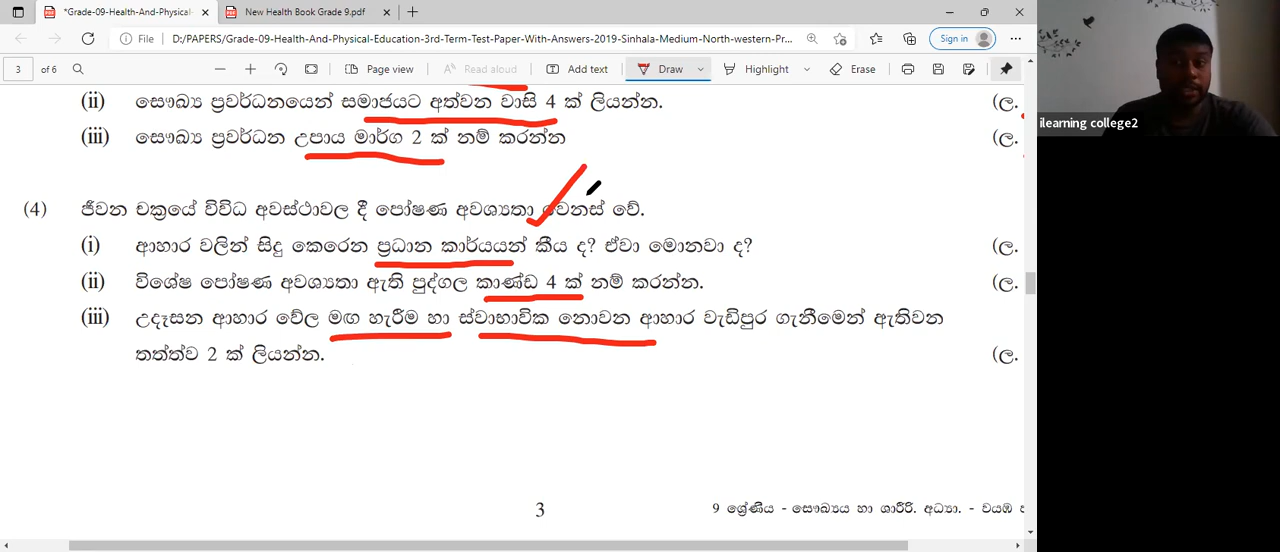 *Grade-09-Health-And-Physical- New Health Book Grade 9.pdf
File D:/PAPERS/Grade-09-Health-And-Physical-Education-3rd-Term-Test-Paper-With-Answers-2019-Sinhala-Medium-North-western-Pr... Sign in
3 of 6 Page view Read aloud Add text Draw Highlight Erase
(ii) සෞඛ්‍ය ප්‍රවර්ධනයෙන් සමාජයට අත්වන වාසි 4 ක් ලියන්න. (ල.
(iii) සෞඛ්‍ය ප්‍රවර්ධන උපාය මාර්ග 2 ක් නම් කරන්න (ල.
ilearning college2
(4) ජීවන චක්‍රයේ විවිධ අවස්ථාවල දී පෝෂණ අවශ්‍යතා වෙනස් වේ.
(i) ආහාර වලින් සිදු කෙරෙන ප්‍රධාන කාර්යයන් කීය ද? ඒවා මොනවා ද? (ල.
(ii) විශේෂ පෝෂණ අවශ්‍යතා ඇති පුද්ගල කාණ්ඩ 4 ක් නම් කරන්න. (ල.
(iii) උදෑසන ආහාර වේල මඟ හැරීම හා ස්වාභාවික නොවන ආහාර වැඩිපුර ගැනීමෙන් ඇතිවන
තත්ත්ව 2 ක් ලියන්න. (ල.
3 9 ශ්‍රේණිය - සෞඛ්‍යය හා ශාරීරි. අධ්‍යා. - වයඹ